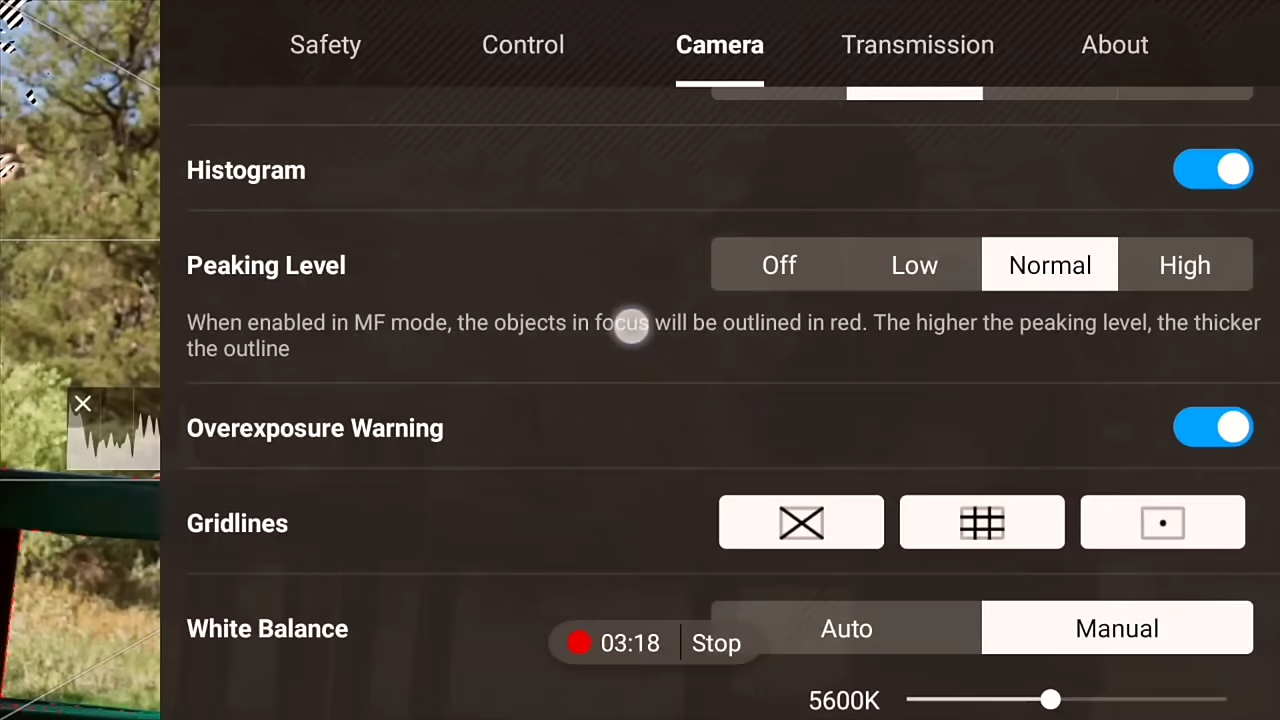 Safety Control Camera Transmission About
Histogram
Peaking Level Off Low Normal High
When enabled in MF mode, the objects in focus will be outlined in red. The higher the peaking level, the thicker
the outline
Overexposure Warning
Gridlines
White Balance Auto Manual
03:18 Stop
5600K